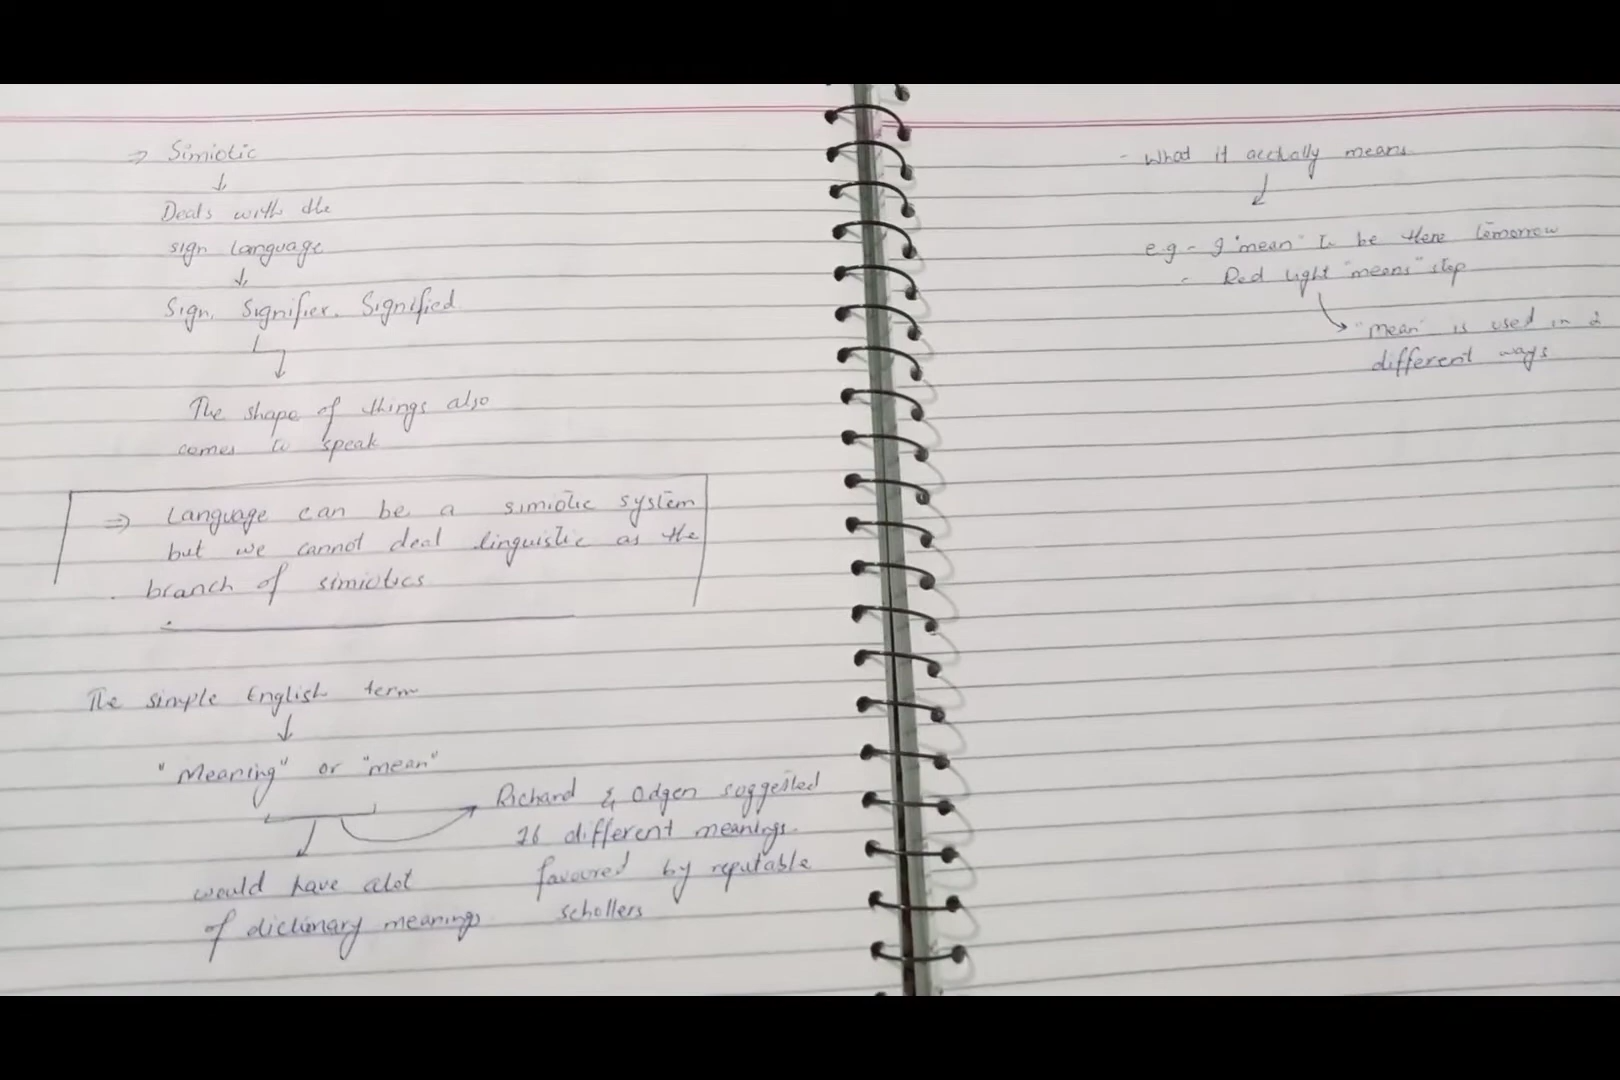 ⇒ Simiotic
↓
Deals with the
sign language
↓
Sign, Signifier, Signified
↓
The shape of things also
comes to speak
⇒ Language can be a simiotic system
but we cannot deal linguistic as the
branch of simiotics
The simple English term
↓
"Meaning" or "mean"
would have alot
of dictionary meanings
Richard & Odgen suggested
16 different meanings
favoured by reputable
schollers
- What it acctually means
↓
e.g - I "mean" to be there tomorrow
- Red light "means" stop
→ "mean" is used in 2
different ways